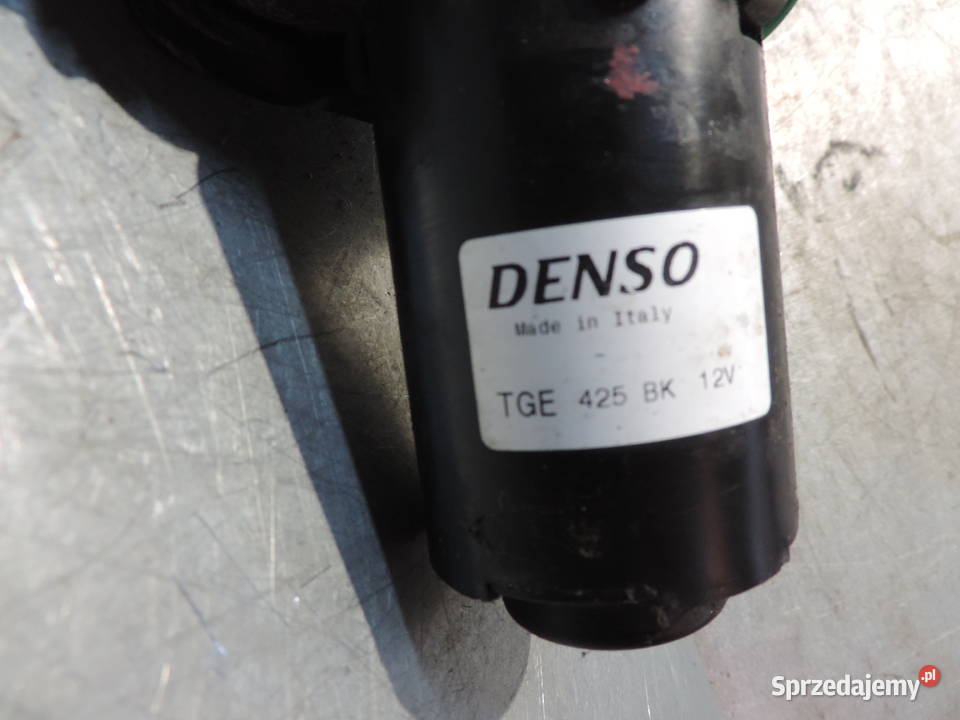 DENSO
Made in Italy
TGE 425 BK 12V
Sprzedajemy.pl